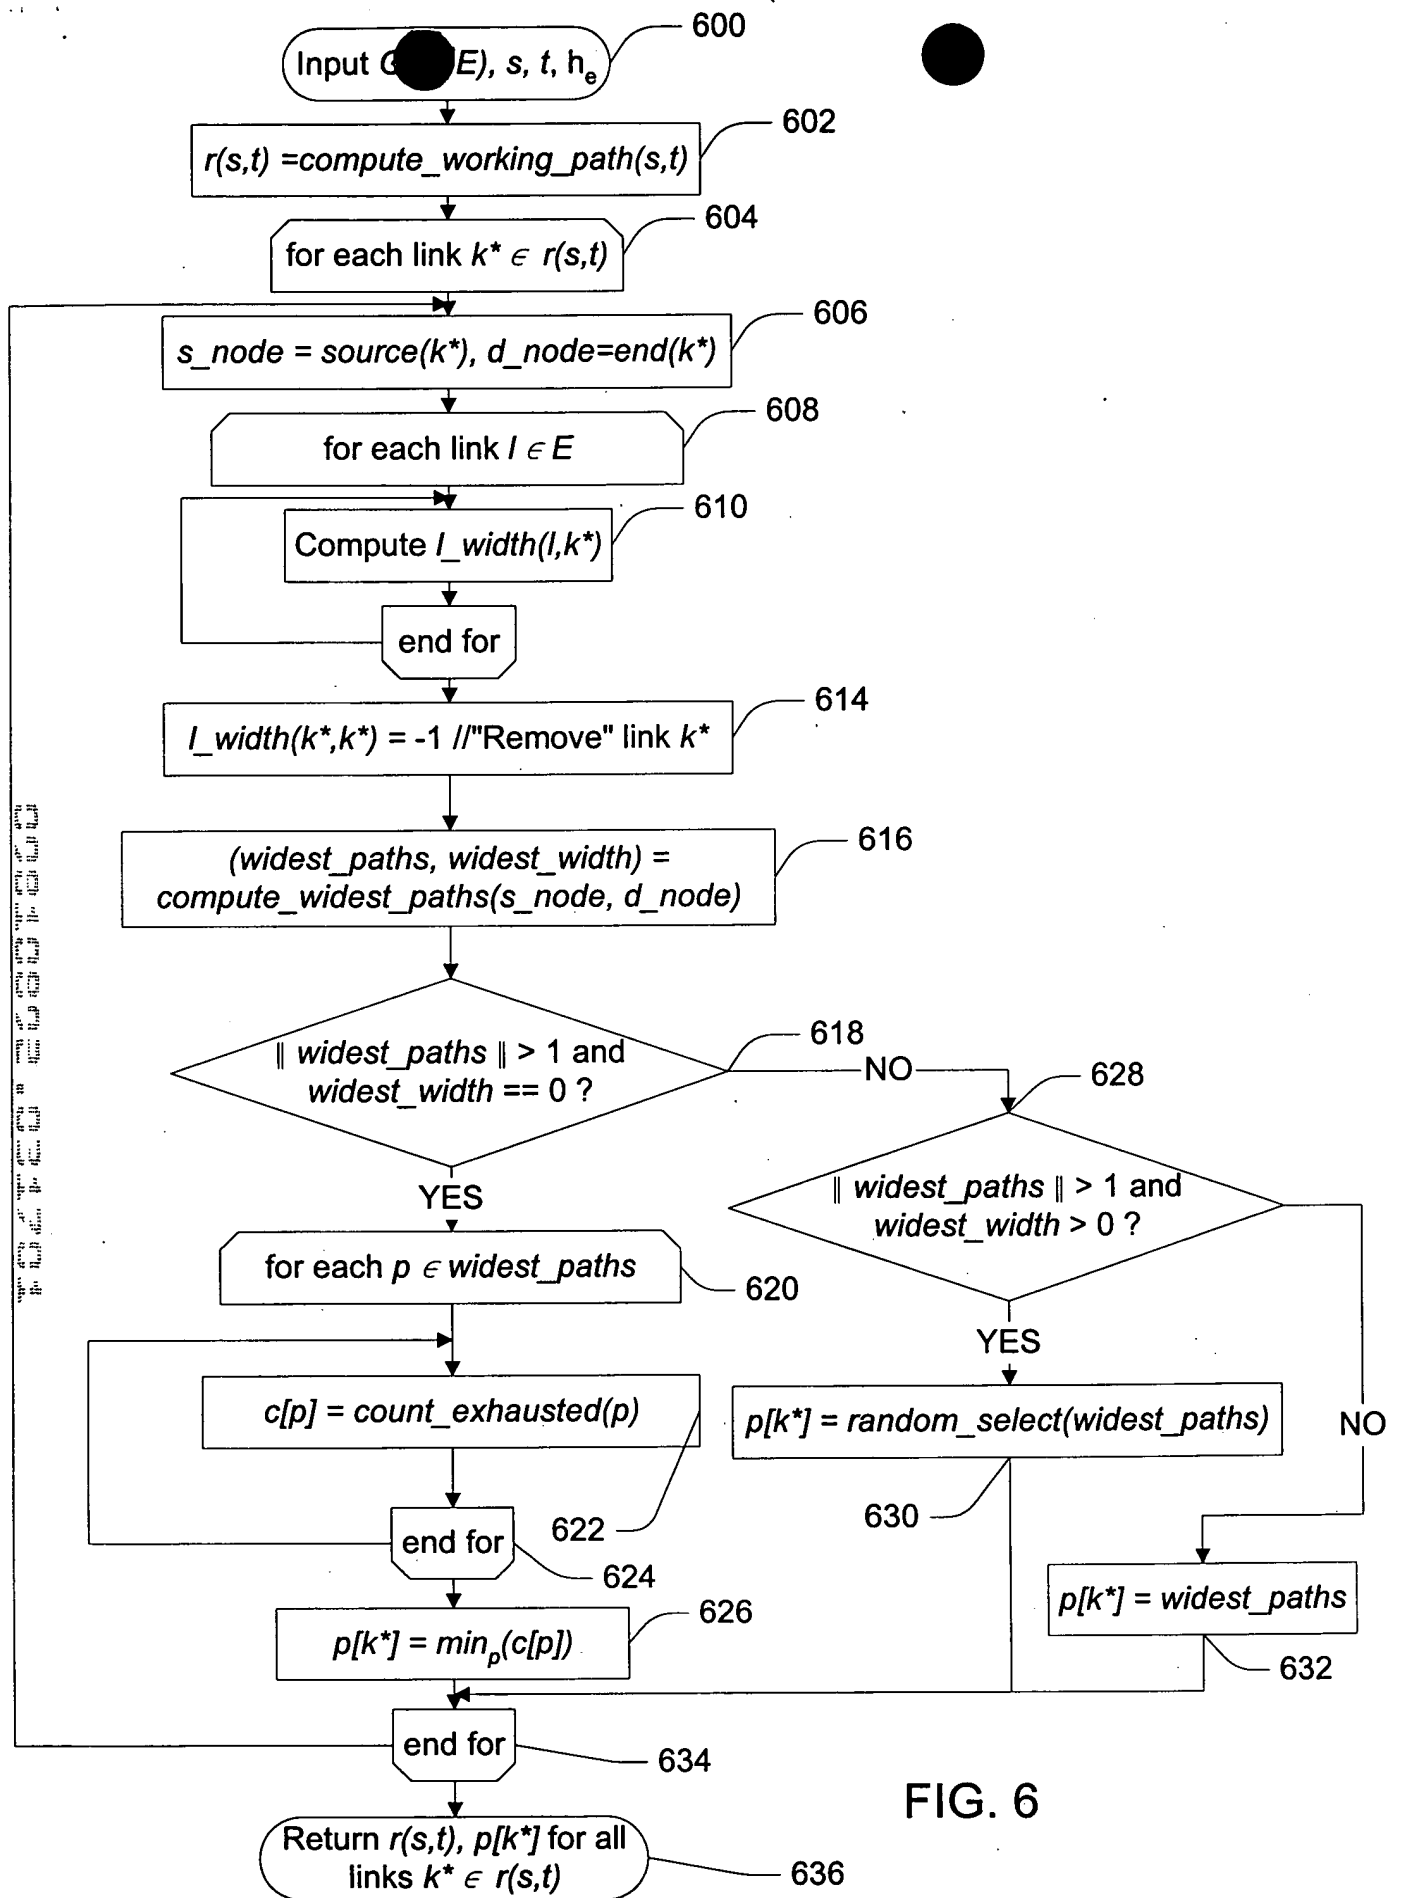 600
Input E), s, t, h_e
602
r(s,t) =compute_working_path(s,t)
604
for each link k* ∈ r(s,t)
606
s_node = source(k*), d_node=end(k*)
608
for each link l ∈ E
610
Compute l_width(l,k*)
end for
614
l_width(k*,k*) = -1 //"Remove" link k*
616
(widest_paths, widest_width) =
compute_widest_paths(s_node, d_node)
618
|| widest_paths || > 1 and
widest_width == 0 ?
NO
628
|| widest_paths || > 1 and
widest_width > 0 ?
YES
for each p ∈ widest_paths
620
YES
c[p] = count_exhausted(p)
p[k*] = random_select(widest_paths)
NO
630
622
end for
624
p[k*] = widest_paths
626
p[k*] = min_p(c[p])
632
end for
634
FIG. 6
Return r(s,t), p[k*] for all
links k* ∈ r(s,t)
636